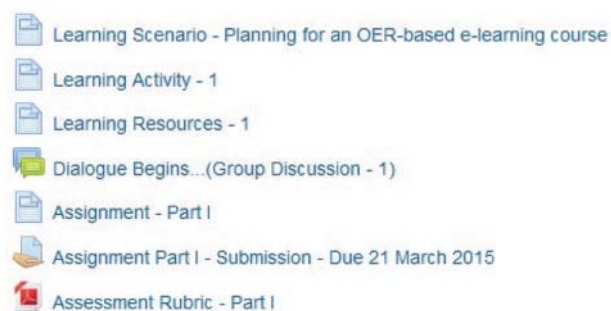 Learning Scenario - Planning for an OER-based e-learning course
Learning Activity - 1
Learning Resources - 1
Dialogue Begins...(Group Discussion - 1)
Assignment - Part I
Assignment Part I - Submission - Due 21 March 2015
Assessment Rubric - Part I